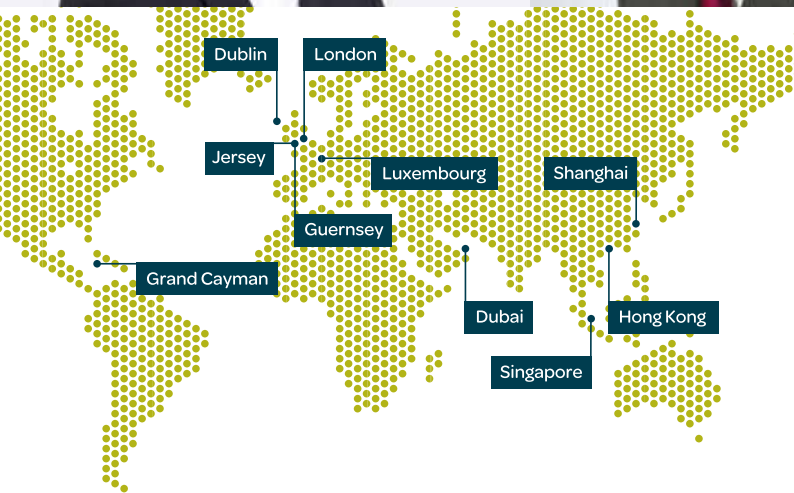 Dublin
London
Jersey
Luxembourg
Shanghai
Guernsey
Grand Cayman
Dubai
Hong Kong
Singapore